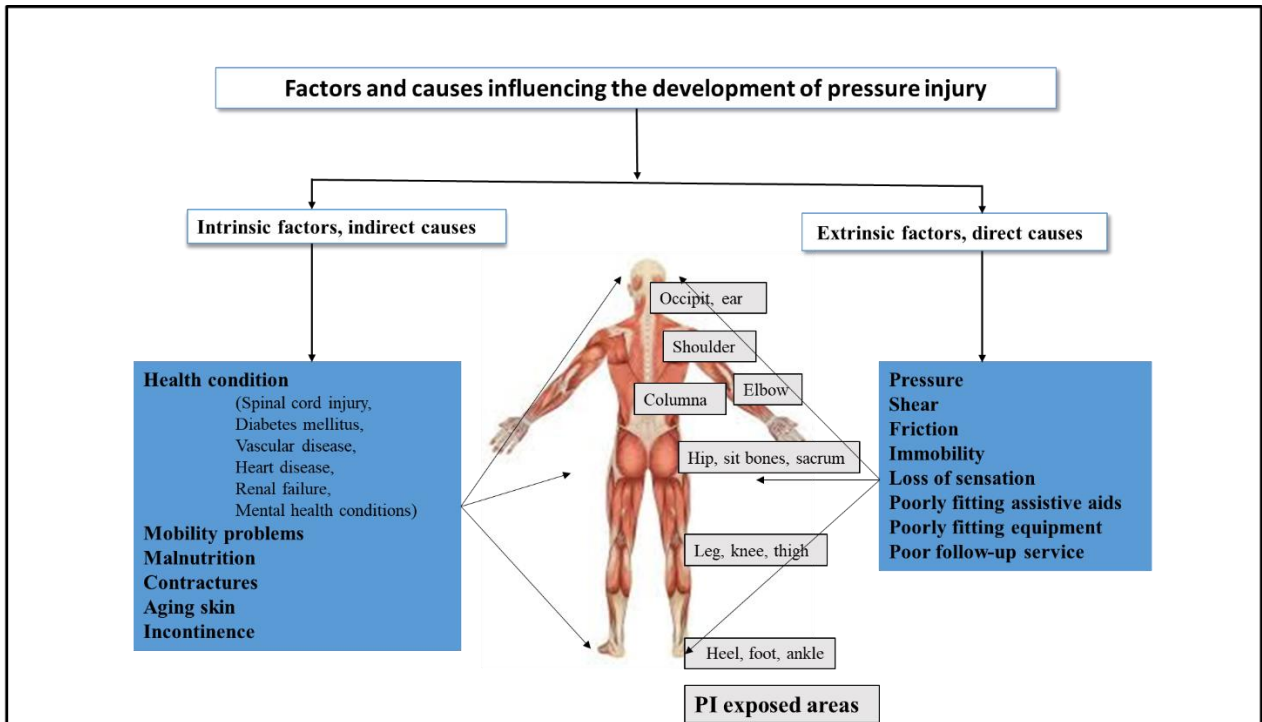 Factors and causes influencing the development of pressure injury
Intrinsic factors, indirect causes
Extrinsic factors, direct causes
Health condition
(Spinal cord injury,
Diabetes mellitus,
Vascular disease,
Heart disease,
Renal failure,
Mental health conditions)
Mobility problems
Malnutrition
Contractures
Aging skin
Incontinence
Occipit, ear
Shoulder
Elbow
Columna
Hip, sit bones, sacrum
Leg, knee, thigh
Heel, foot, ankle
PI exposed areas
Pressure
Shear
Friction
Immobility
Loss of sensation
Poorly fitting assistive aids
Poorly fitting equipment
Poor follow-up service